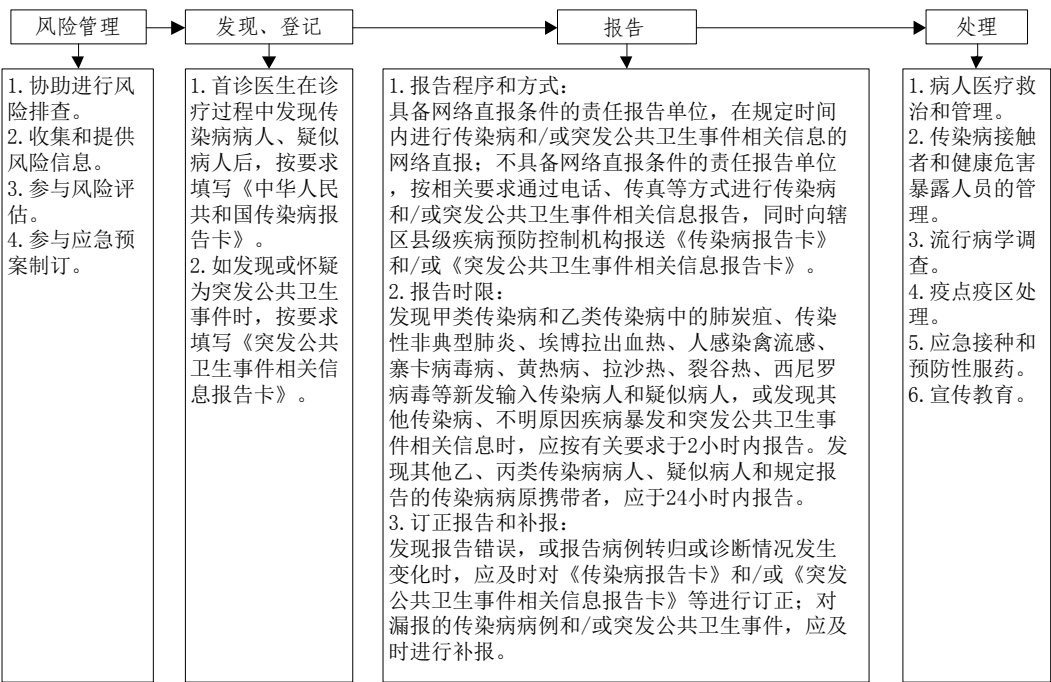 风险管理
发现、登记
报告
处理
1.协助进行风
险排查。
2.收集和提供
风险信息。
3.参与风险评
估。
4.参与应急预
案制订。
1.首诊医生在诊
疗过程中发现传
染病病人、疑似
病人后，按要求
填写《中华人民
共和国传染病报
告卡》。
2.如发现或怀疑
为突发公共卫生
事件时，按要求
填写《突发公共
卫生事件相关信
息报告卡》。
1.报告程序和方式：
具备网络直报条件的责任报告单位，在规定时间
内进行传染病和/或突发公共卫生事件相关信息的
网络直报；不具备网络直报条件的责任报告单位
，按相关要求通过电话、传真等方式进行传染病
和/或突发公共卫生事件相关信息报告，同时向辖
区县级疾病预防控制机构报送《传染病报告卡》
和/或《突发公共卫生事件相关信息报告卡》。
2.报告时限：
发现甲类传染病和乙类传染病中的肺炭疽、传染
性非典型肺炎、埃博拉出血热、人感染禽流感、
寨卡病毒病、黄热病、拉沙热、裂谷热、西尼罗
病毒等新发输入传染病人和疑似病人，或发现其
他传染病、不明原因疾病暴发和突发公共卫生事
件相关信息时，应按有关要求于2小时内报告。发
现其他乙、丙类传染病病人、疑似病人和规定报
告的传染病病原携带者，应于24小时内报告。
3.订正报告和补报：
发现报告错误，或报告病例转归或诊断情况发生
变化时，应及时对《传染病报告卡》和/或《突发
公共卫生事件相关信息报告卡》等进行订正；对
漏报的传染病病例和/或突发公共卫生事件，应及
时进行补报。
1.病人医疗救
治和管理。
2.传染病接触
者和健康危害
暴露人员的管
理。
3.流行病学调
查。
4.疫点疫区处
理。
5.应急接种和
预防性服药。
6.宣传教育。